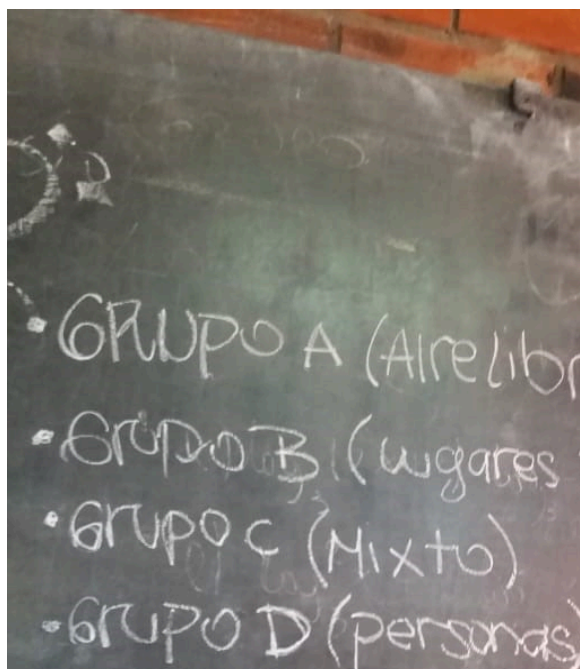 • GRUPO A (Aire libr
• Grupo B (lugares
• Grupo C (Mixto)
• Grupo D (personas)